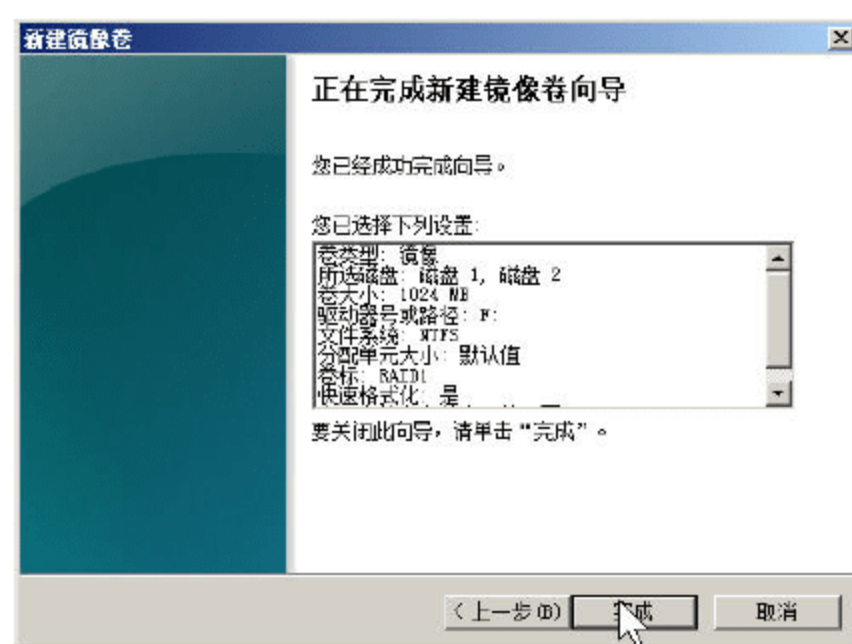 新建镜像卷
正在完成新建镜像卷向导
您已经成功完成向导。
您已选择下列设置:
卷类型: 镜像
所选磁盘: 磁盘 1, 磁盘 2
卷大小: 1024 MB
驱动器号或路径: F:
文件系统: NTFS
分配单元大小: 默认值
卷标: RAID1
快速格式化: 是
要关闭此向导，请单击“完成”。
< 上一步(B)
完成
取消